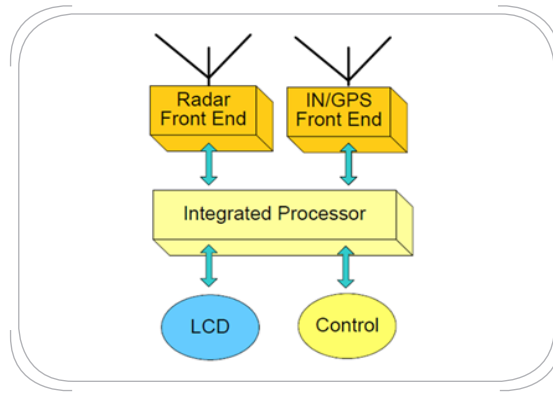 Radar
Front End
IN/GPS
Front End
Integrated Processor
LCD
Control